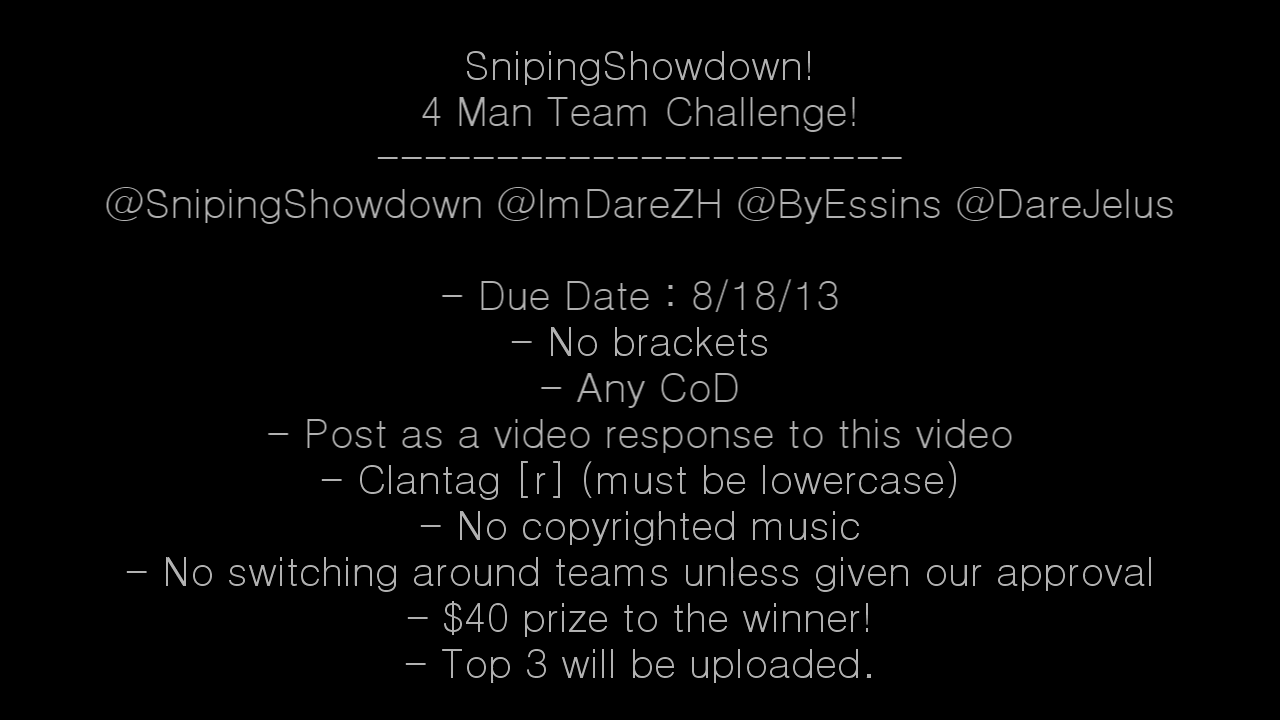 SnipingShowdown!
4 Man Team Challenge!
----------------------
@SnipingShowdown @ImDareZH @ByEssins @DareJelus
- Due Date : 8/18/13
- No brackets
- Any CoD
- Post as a video response to this video
- Clantag [r] (must be lowercase)
- No copyrighted music
- No switching around teams unless given our approval
- $40 prize to the winner!
- Top 3 will be uploaded.